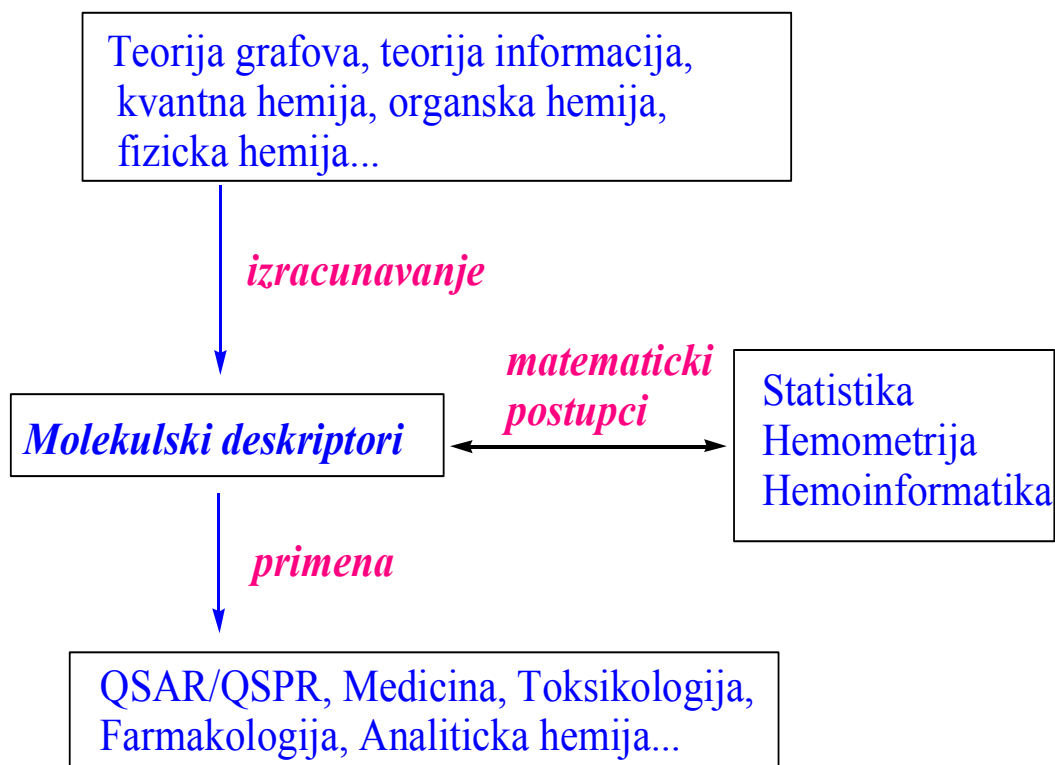 Teorija grafova, teorija informacija,
kvantna hemija, organska hemija,
fizicka hemija...
izracunavanje
matematicki
postupci
Molekulski deskriptori
Statistika
Hemometrija
Hemoinformatika
primena
QSAR/QSPR, Medicina, Toksikologija,
Farmakologija, Analiticka hemija...